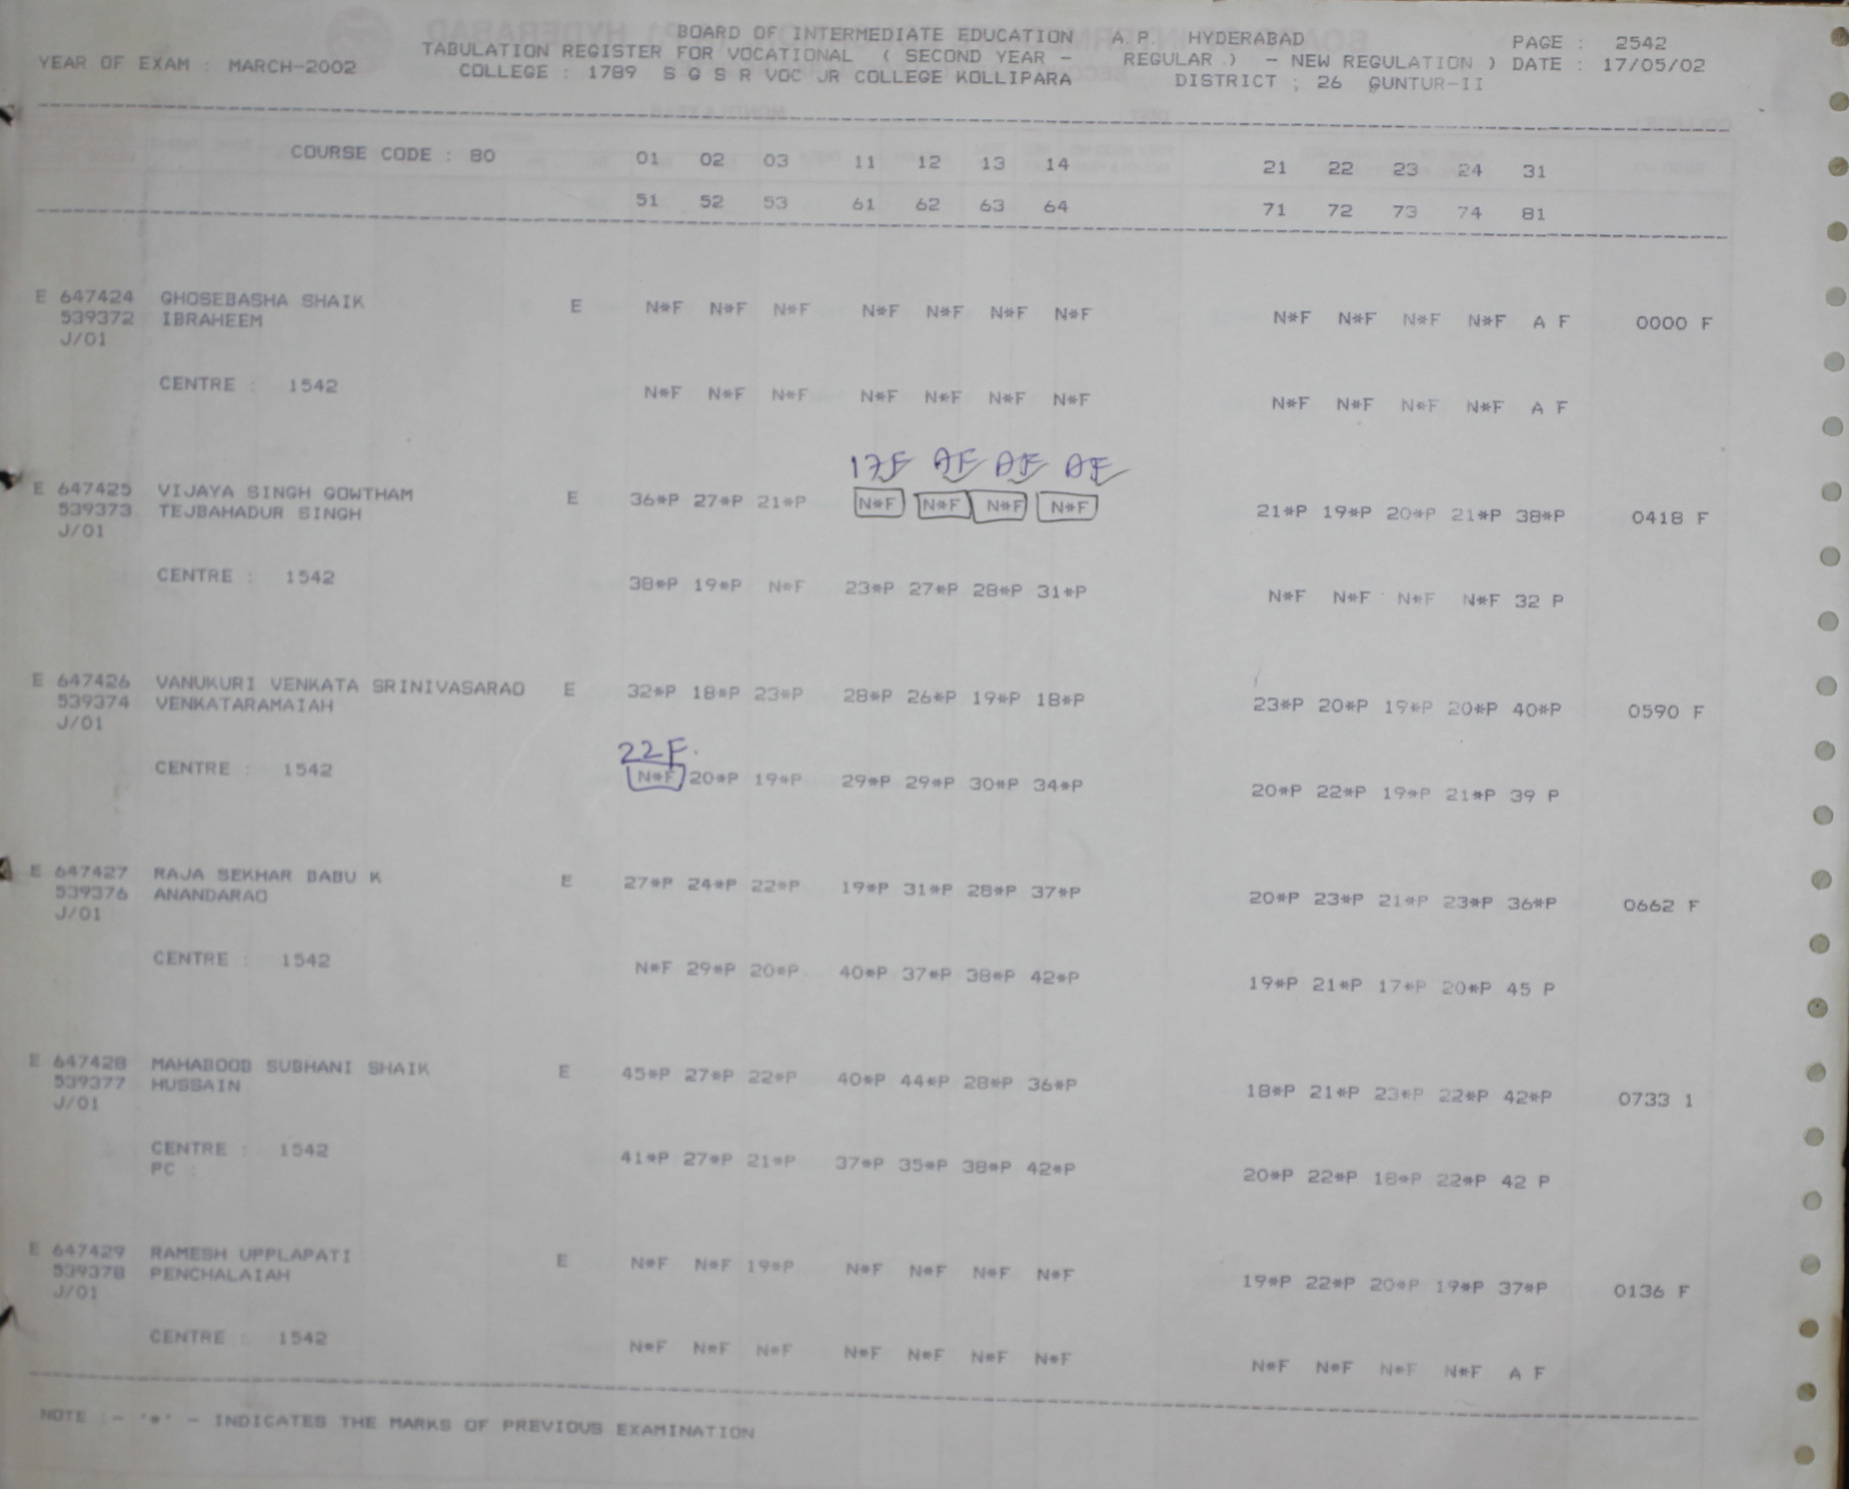 BOARD OF INTERMEDIATE EDUCATION A.P. HYDERABAD PAGE : 2542
YEAR OF EXAM : MARCH-2002 TABULATION REGISTER FOR VOCATIONAL ( SECOND YEAR - REGULAR ) - NEW REGULATION ) DATE : 17/05/02
COLLEGE : 1789 S G S R VOC JR COLLEGE KOLLIPARA DISTRICT : 26 GUNTUR-II
COURSE CODE : 80 01 02 03 11 12 13 14 21 22 23 24 31
51 52 53 61 62 63 64 71 72 73 74 81
E 647424 GHOSEBASHA SHAIK E N*F N*F N*F N*F N*F N*F N*F N*F N*F N*F N*F A F 0000 F
539372 IBRAHEEM
J/01
CENTRE : 1542 N*F N*F N*F N*F N*F N*F N*F N*F N*F N*F N*F A F
17F AF AF AF
E 647425 VIJAYA SINGH GOWTHAM E 36*P 27*P 21*P N*F N*F N*F N*F 21*P 19*P 20*P 21*P 38*P 0418 F
539373 TEJBAHADUR SINGH
J/01
CENTRE : 1542 38*P 19*P N*F 23*P 27*P 28*P 31*P N*F N*F N*F N*F 32 P
E 647426 VANUKURI VENKATA SRINIVASARAO E 32*P 18*P 23*P 28*P 26*P 19*P 18*P 23*P 20*P 19*P 20*P 40*P 0590 F
539374 VENKATARAMAIAH
J/01
22F.
CENTRE : 1542 N*F 20*P 19*P 29*P 29*P 30*P 34*P 20*P 22*P 19*P 21*P 39 P
E 647427 RAJA SEKHAR BABU K E 27*P 24*P 22*P 19*P 31*P 28*P 37*P 20*P 23*P 21*P 23*P 36*P 0662 F
539376 ANANDARAO
J/01
CENTRE : 1542 N*F 29*P 20*P 40*P 37*P 38*P 42*P 19*P 21*P 17*P 20*P 45 P
E 647428 MAHABOOB SUBHANI SHAIK E 45*P 27*P 22*P 40*P 44*P 28*P 36*P 18*P 21*P 23*P 22*P 42*P 0733 1
539377 HUSSAIN
J/01
CENTRE : 1542 41*P 27*P 21*P 37*P 35*P 38*P 42*P 20*P 22*P 18*P 22*P 42 P
PC :
E 647429 RAMESH UPPLAPATI E N*F N*F 19*P N*F N*F N*F N*F 19*P 22*P 20*P 19*P 37*P 0136 F
539378 PENCHALAIAH
J/01
CENTRE : 1542 N*F N*F N*F N*F N*F N*F N*F N*F N*F N*F N*F A F
NOTE :- '*' - INDICATES THE MARKS OF PREVIOUS EXAMINATION